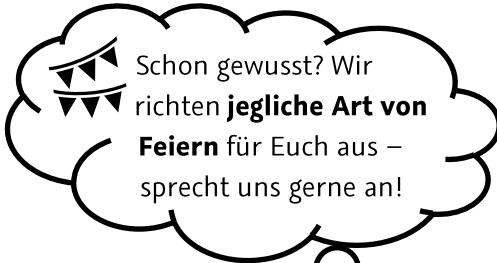 Schon gewusst? Wir
richten jegliche Art von
Feiern für Euch aus –
sprecht uns gerne an!